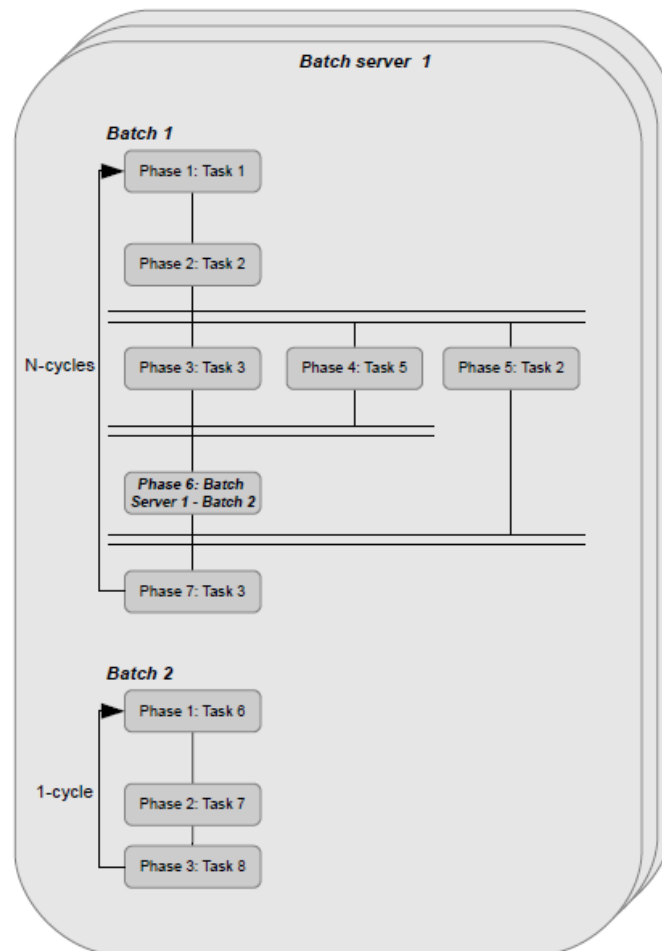 Batch server 1
Batch 1
Phase 1: Task 1
Phase 2: Task 2
N-cycles
Phase 3: Task 3
Phase 4: Task 5
Phase 5: Task 2
Phase 6: Batch
Server 1 - Batch 2
Phase 7: Task 3
Batch 2
Phase 1: Task 6
1-cycle
Phase 2: Task 7
Phase 3: Task 8